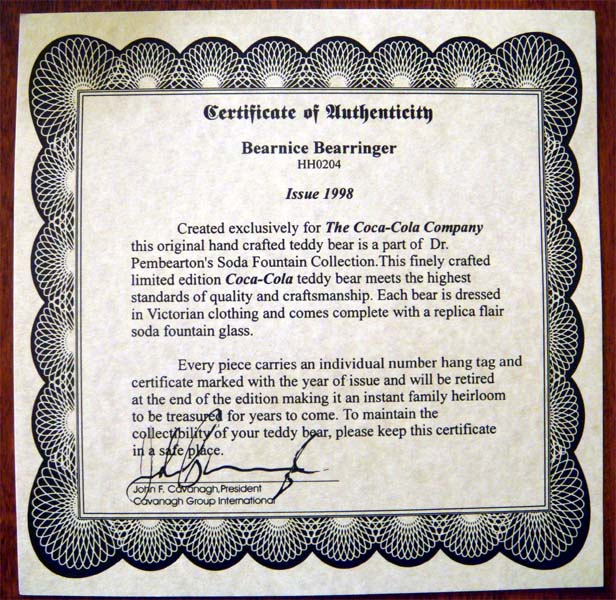 Certificate of Authenticity
Bearnice Bearringer
HH0204
Issue 1998
Created exclusively for The Coca-Cola Company
this original hand crafted teddy bear is a part of Dr.
Pembearton's Soda Fountain Collection.This finely crafted
limited edition Coca-Cola teddy bear meets the highest
standards of quality and craftsmanship. Each bear is dressed
in Victorian clothing and comes complete with a replica flair
soda fountain glass.
Every piece carries an individual number hang tag and
certificate marked with the year of issue and will be retired
at the end of the edition making it an instant family heirloom
to be treasured for years to come. To maintain the
collectibility of your teddy bear, please keep this certificate
in a safe place.
John F. Cavanagh,President
Cavanagh Group International